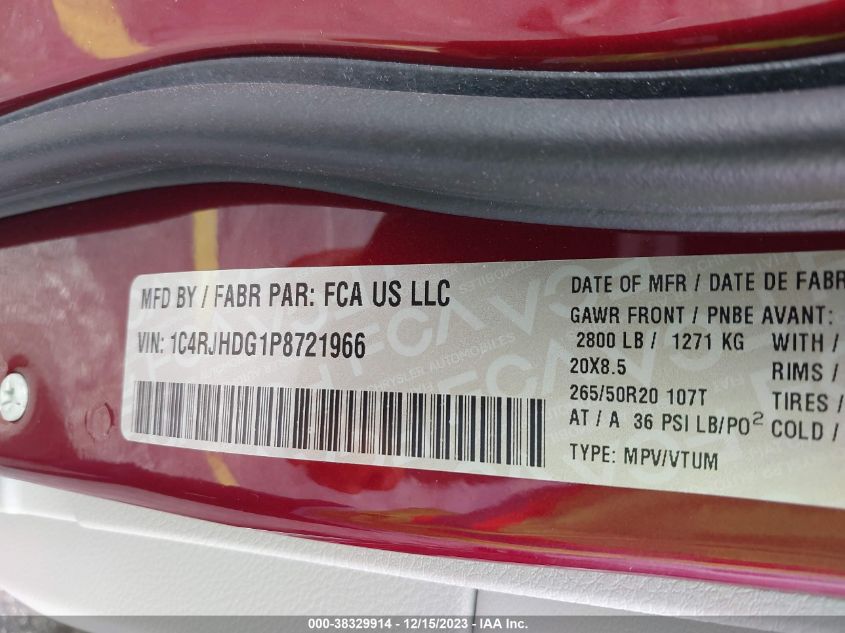 MFD BY / FABR PAR: FCA US LLC
VIN: 1C4RJHDG1P8721966
DATE OF MFR / DATE DE FABR
GAWR FRONT / PNBE AVANT:
2800 LB / 1271 KG WITH /
20X8.5 RIMS /
265/50R20 107T TIRES /
AT / A 36 PSI LB/PO² COLD /
TYPE: MPV/VTUM
000-38329914 - 12/15/2023 - IAA Inc.